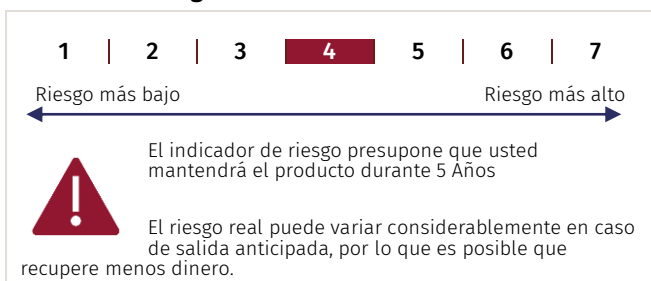 1 2 3 4 5 6 7
Riesgo más bajo Riesgo más alto
El indicador de riesgo presupone que usted
mantendrá el producto durante 5 Años
El riesgo real puede variar considerablemente en caso
de salida anticipada, por lo que es posible que
recupere menos dinero.